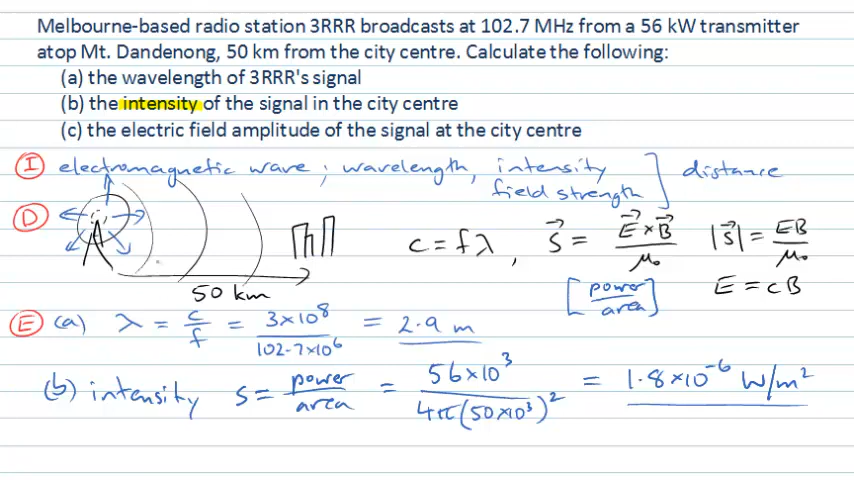 Melbourne-based radio station 3RRR broadcasts at 102.7 MHz from a 56 kW transmitter
atop Mt. Dandenong, 50 km from the city centre. Calculate the following:
(a) the wavelength of 3RRR's signal
(b) the intensity of the signal in the city centre
(c) the electric field amplitude of the signal at the city centre
(I) electromagnetic wave; wavelength, intensity field strength ] distance
(D) 50 km
c = fλ, S⃗ = (E⃗ × B⃗)/μ₀ |S⃗| = EB/μ₀
[power/area] E = cB
(E) (a) λ = c/f = 3×10⁸/102.7×10⁶ = 2.9 m
(b) intensity S = power/area = 56×10³/4π(50×10³)² = 1.8×10⁻⁶ W/m²